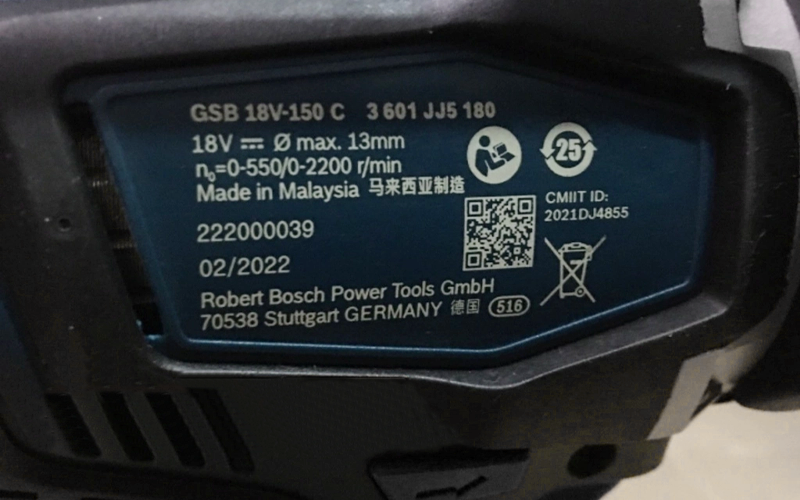 GSB 18V-150 C 3 601 JJ5 180
18V ⎓ Ø max. 13mm
n₀=0-550/0-2200 r/min
Made in Malaysia 马来西亚制造
25
CMIIT ID:
2021DJ4855
222000039
02/2022
Robert Bosch Power Tools GmbH
70538 Stuttgart GERMANY 德国 516